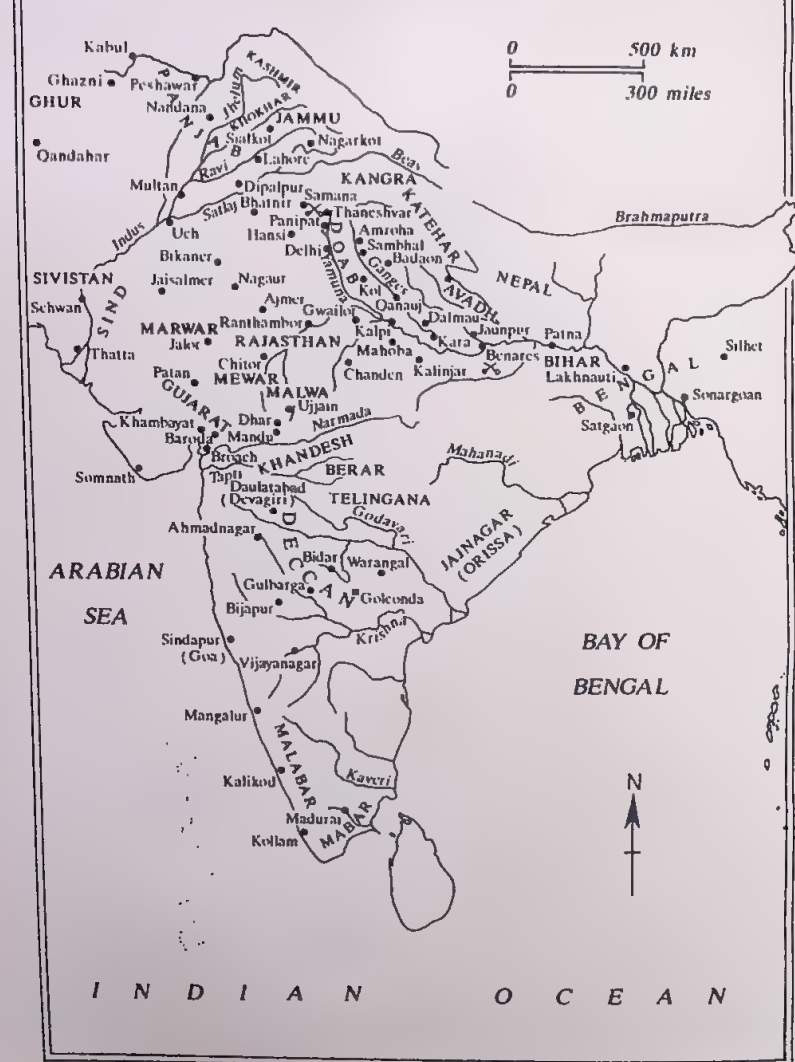 Kabul
0 500 km
0 300 miles
KASHMIR
Ghazni
Peshawar
PANJAB
GHUR
Nandana
Jhelum
KHOKHAR
JAMMU
Sialkot
Nagarkot
Qandahar
Lahore
Ravi
Beas
KANGRA
Multan
Dipalpur
Samana
Satlaj
Bhatnir
Thaneshvar
KATEHAR
Brahmaputra
Indus
Uch
Panipat
Hansi
Amroha
Sambhal
DOAB
Delhi
Badaon
Bikaner
NEPAL
SIVISTAN
Jaisalmer
Nagaur
Yamuna
Ganges
Kol
AVADH
Sehwan
SIND
Ajmer
Qanauj
Gwailor
Dalmau
MARWAR
Ranthambor
Kalpi
Jaunpur
Patna
Silhet
Thatta
Jalor
RAJASTHAN
Kara
Benares
BIHAR
Mahoba
Lakhnauti
BENGAL
Chitor
Chanden
Kalinjar
Patan
MEWAR
MALWA
Sonargoan
GUJARAT
Ujjain
Satgaon
Khambayat
Dhar
Narmada
Baroda
Mandu
Broach
KHANDESH
Mahanadi
Somnath
Tapti
BERAR
Daulatabad
(Devagiri)
TELINGANA
Godavari
Ahmadnagar
DECCAN
JAJNAGAR
(ORISSA)
Bidar
Warangal
ARABIAN
SEA
Gulbarga
Golconda
Bijapur
Krishna
Sindapur
(Goa)
Vijayanagar
BAY OF
BENGAL
Mangalur
MALABAR
Kalikod
Kaveri
N
Madurai
MABAR
Kollam
INDIAN OCEAN